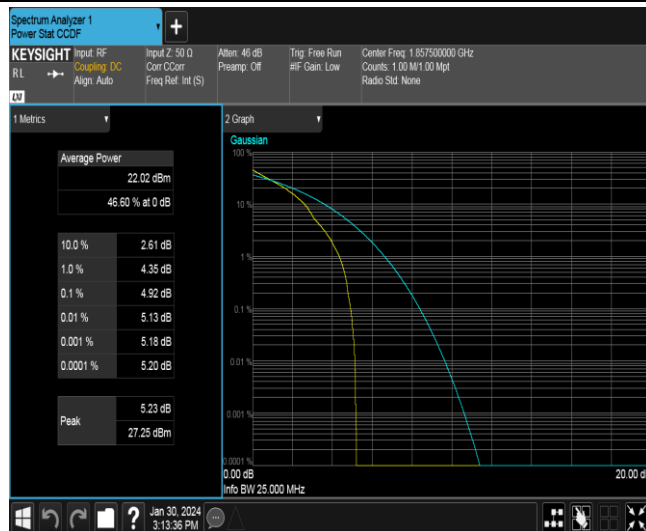 Spectrum Analyzer 1
Power Stat CCDF
KEYSIGHT
RL
Input: RF
Coupling: DC
Align: Auto
Input Z: 50 Ω
Corr CCorr
Freq Ref: Int (S)
Atten: 46 dB
Preamp: Off
Trig: Free Run
#IF Gain: Low
Center Freq: 1.857500000 GHz
Counts: 1.00 M/1.00 Mpt
Radio Std: None
1 Metrics
Average Power
22.02 dBm
46.60 % at 0 dB
10.0 % 2.61 dB
1.0 % 4.35 dB
0.1 % 4.92 dB
0.01 % 5.13 dB
0.001 % 5.18 dB
0.0001 % 5.20 dB
Peak
5.23 dB
27.25 dBm
2 Graph
Gaussian
100 %
10 %
1 %
0.1 %
0.01 %
0.001 %
0.0001 %
0.00 dB
20.00 d
Info BW 25.000 MHz
?
Jan 30, 2024
3:13:36 PM